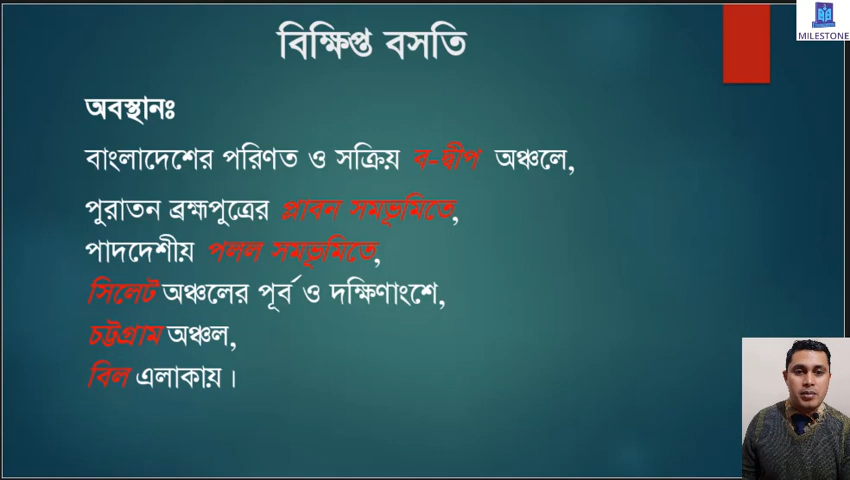 MILESTONE
বিক্ষিপ্ত বসতি
অবস্থানঃ
বাংলাদেশের পরিণত ও সক্রিয় ব-দ্বীপ অঞ্চলে,
পুরাতন ব্রহ্মপুত্রের প্লাবন সমভূমিতে,
পাদদেশীয় পলল সমভূমিতে,
সিলেট অঞ্চলের পূর্ব ও দক্ষিণাংশে,
চট্টগ্রাম অঞ্চল,
বিল এলাকায়।